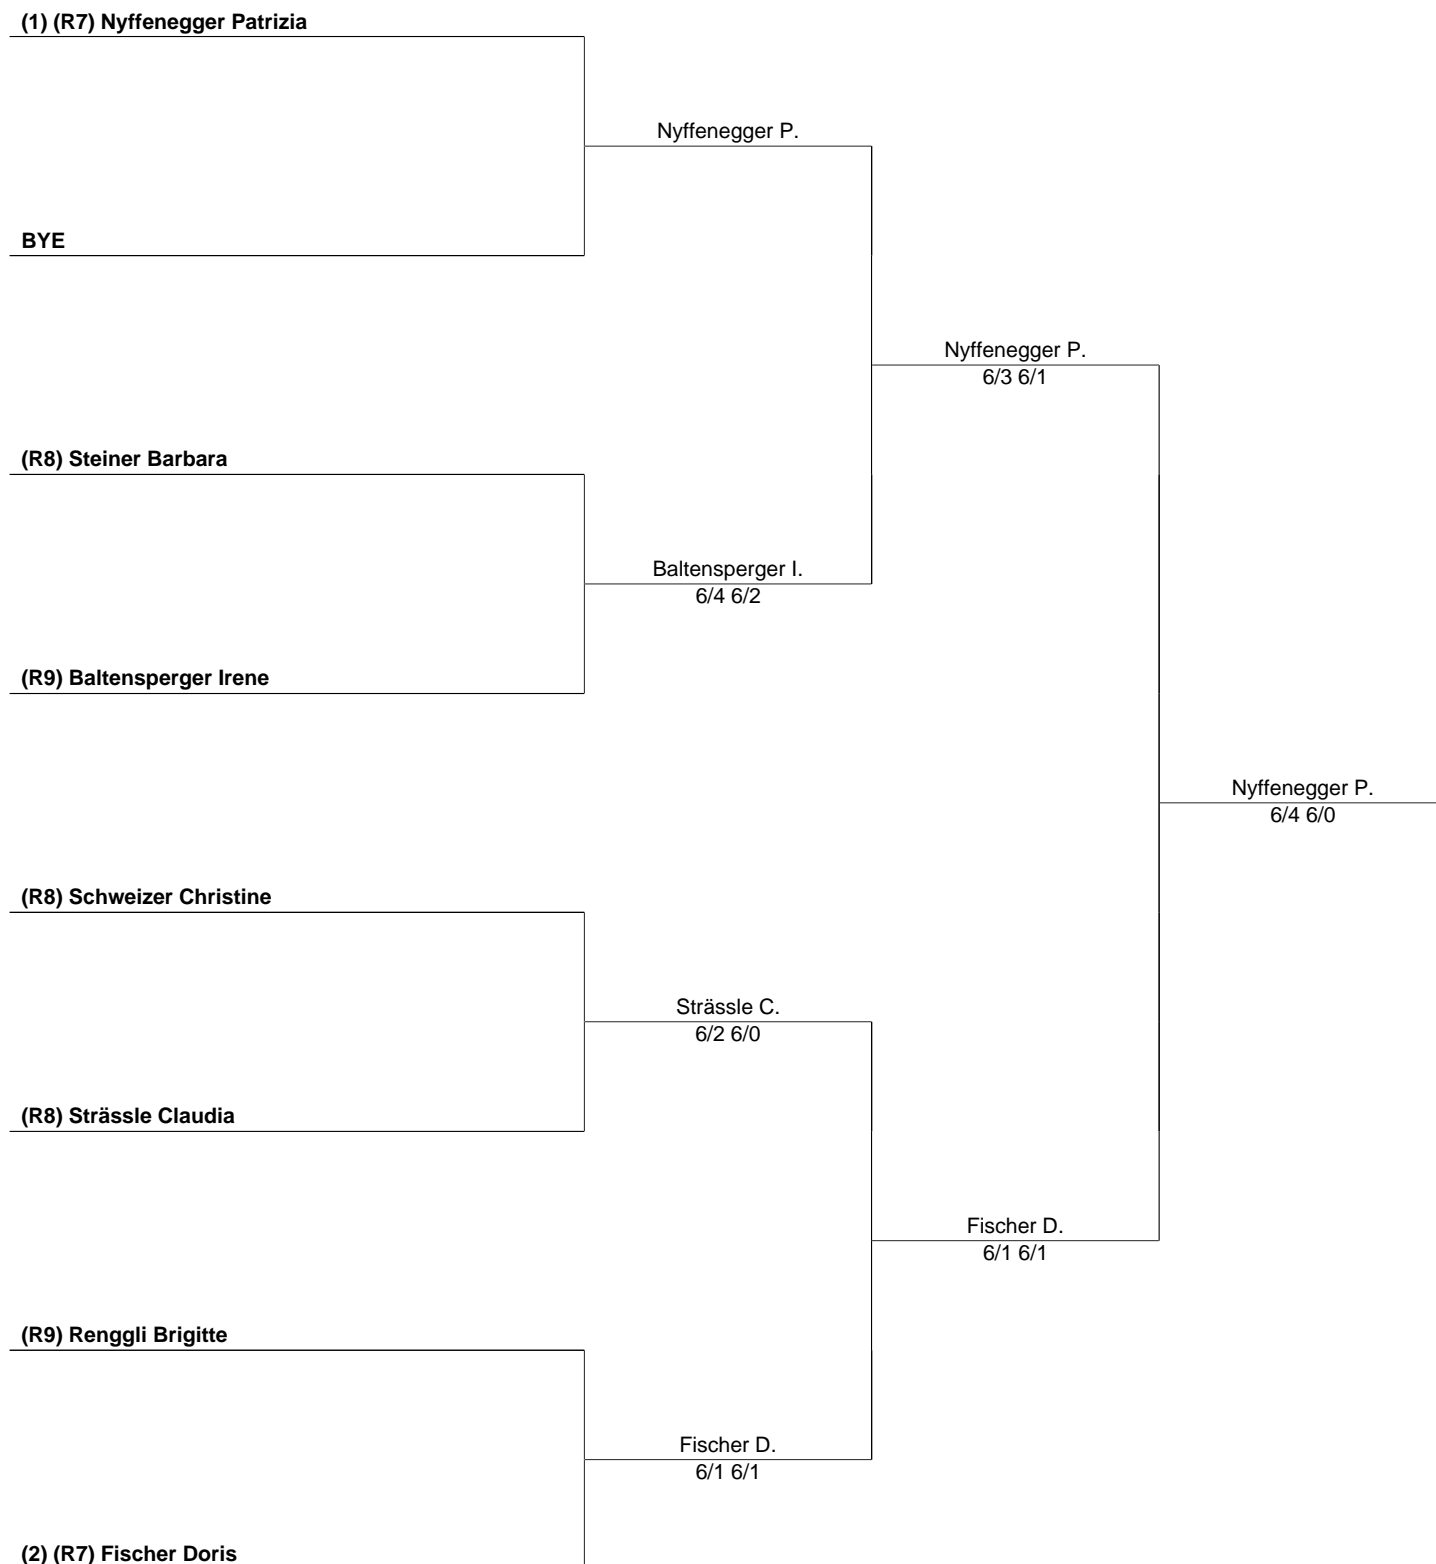 (1) (R7) Nyffenegger Patrizia
Nyffenegger P.
BYE
Nyffenegger P.
6/3 6/1
(R8) Steiner Barbara
Baltensperger I.
6/4 6/2
(R9) Baltensperger Irene
Nyffenegger P.
6/4 6/0
(R8) Schweizer Christine
Strässle C.
6/2 6/0
(R8) Strässle Claudia
Fischer D.
6/1 6/1
(R9) Renggli Brigitte
Fischer D.
6/1 6/1
(2) (R7) Fischer Doris